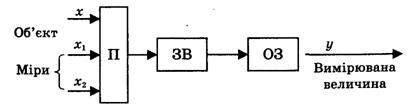 x
Об'єкт
x₁
Міри
x₂
П
ЗВ
ОЗ
y
Вимірювана
величина